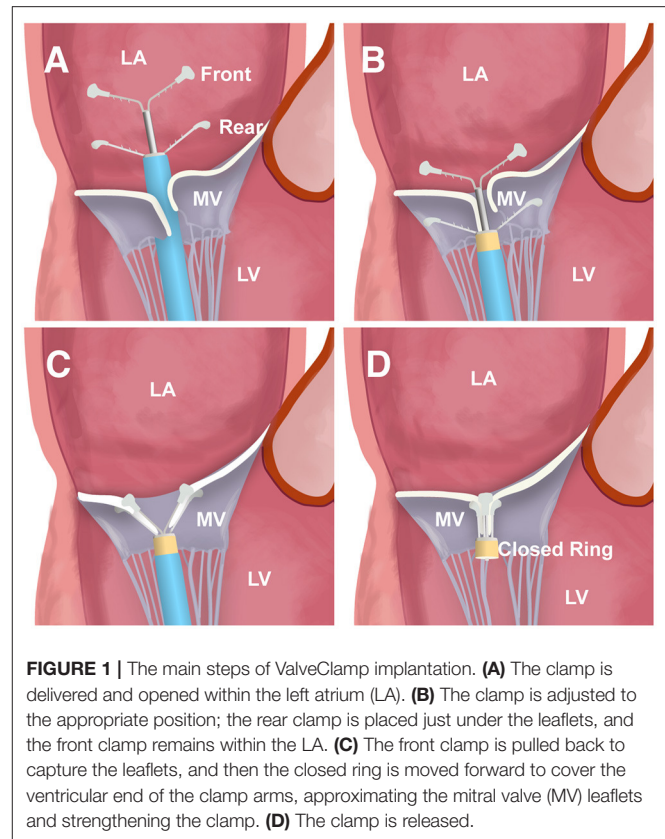 A
LA
Front
Rear
MV
LV
B
LA
MV
LV
C
LA
MV
LV
D
LA
MV
Closed Ring
LV
FIGURE 1 | The main steps of ValveClamp implantation. (A) The clamp is
delivered and opened within the left atrium (LA). (B) The clamp is adjusted to
the appropriate position; the rear clamp is placed just under the leaflets, and
the front clamp remains within the LA. (C) The front clamp is pulled back to
capture the leaflets, and then the closed ring is moved forward to cover the
ventricular end of the clamp arms, approximating the mitral valve (MV) leaflets
and strengthening the clamp. (D) The clamp is released.